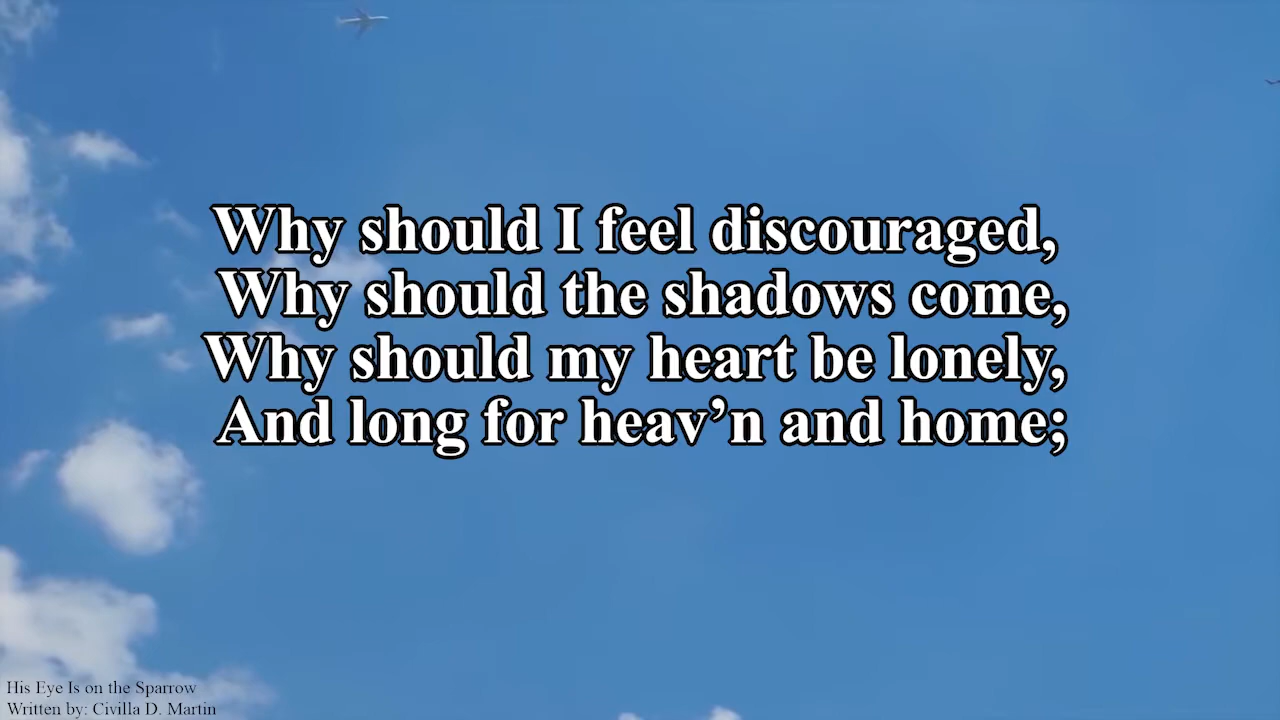 Why should I feel discouraged,
Why should the shadows come,
Why should my heart be lonely,
And long for heav’n and home;
His Eye Is on the Sparrow
Written by: Civilla D. Martin